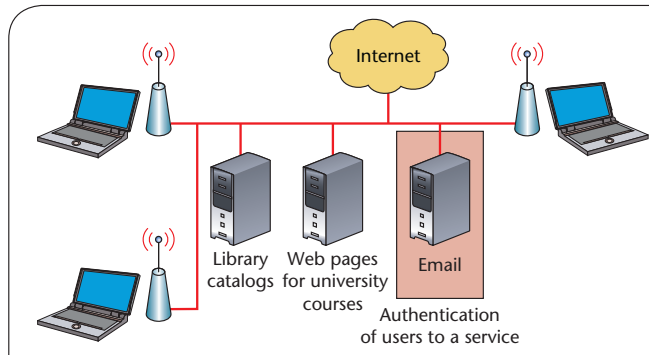 Internet
Library
catalogs
Web pages
for university
courses
Email
Authentication
of users to a service